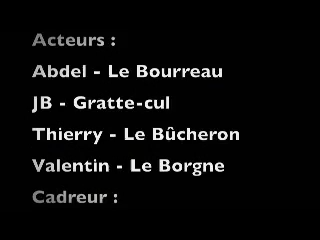 Acteurs :
Abdel - Le Bourreau
JB - Gratte-cul
Thierry - Le Bûcheron
Valentin - Le Borgne
Cadreur :